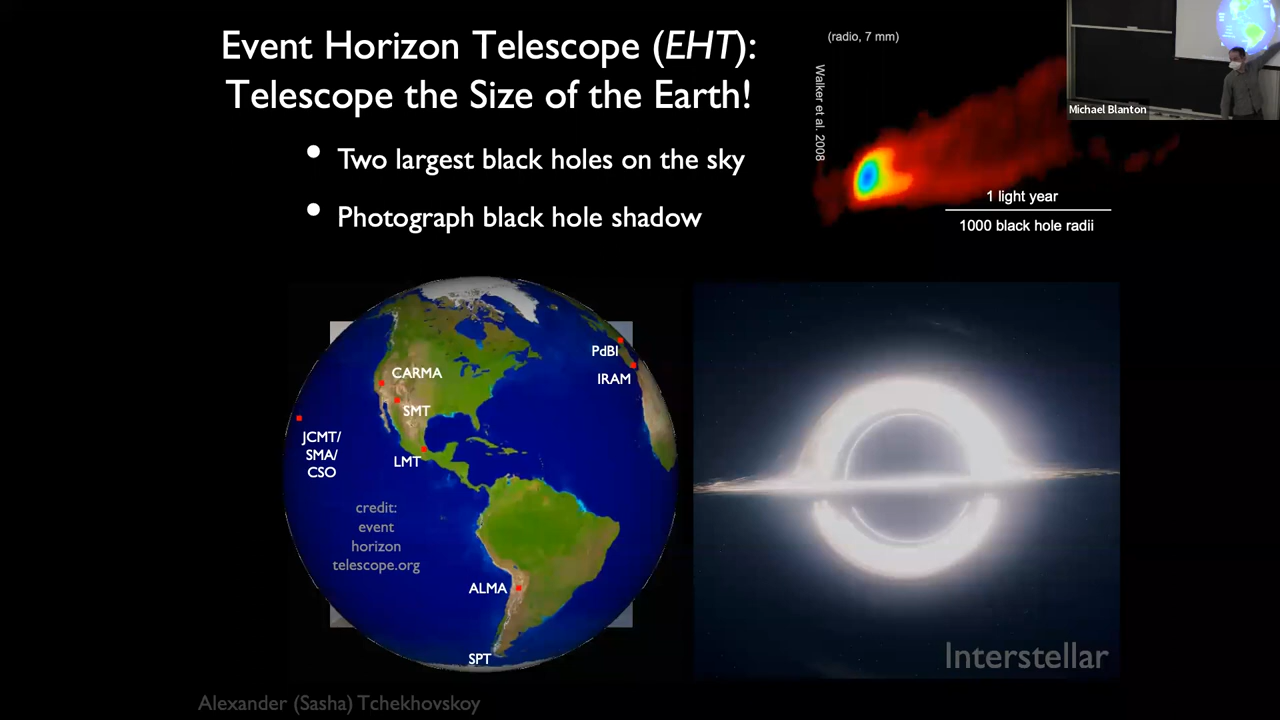 Event Horizon Telescope (EHT):
Telescope the Size of the Earth!
• Two largest black holes on the sky
• Photograph black hole shadow
(radio, 7 mm)
Walker et al. 2008
1 light year
1000 black hole radii
Michael Blanton
PdBI
IRAM
CARMA
SMT
JCMT/
SMA/
CSO
LMT
credit:
event
horizon
telescope.org
ALMA
SPT
Interstellar
Alexander (Sasha) Tchekhovskoy